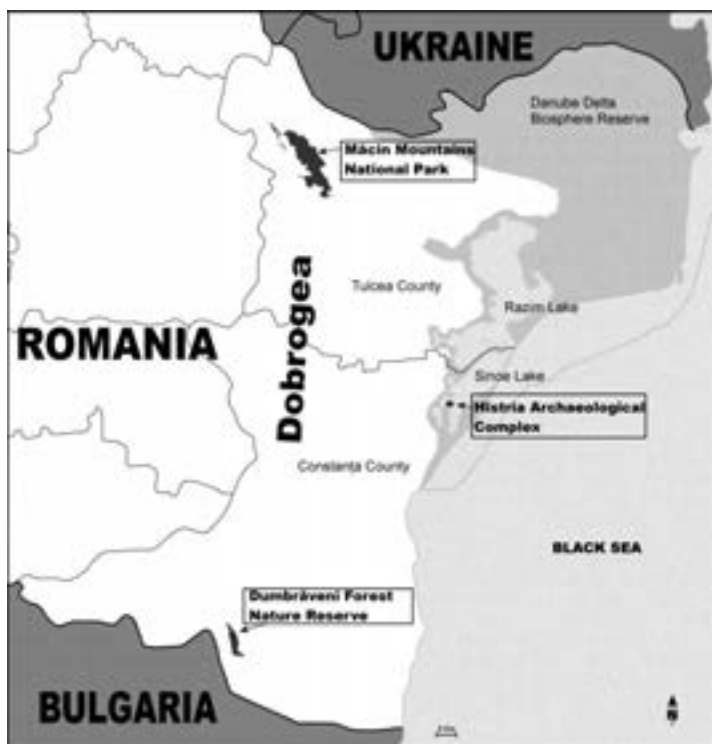 UKRAINE
Danube Delta
Biosphere Reserve
Măcin Mountains
National Park
Dobrogea
Tulcea County
Razim Lake
ROMANIA
Sinoe Lake
Histria Archaeological
Complex
Constanța County
BLACK SEA
Dumbrăveni Forest
Nature Reserve
BULGARIA
N